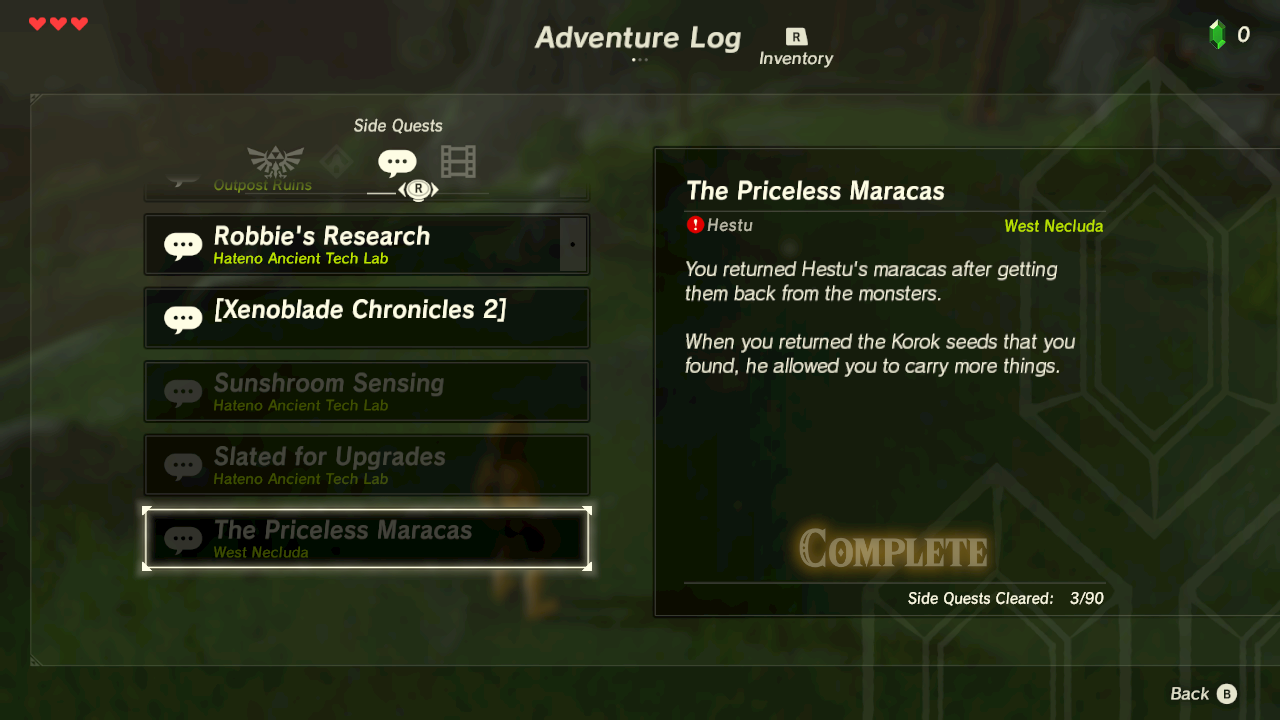 Adventure Log
R
Inventory
0
Side Quests
R
Outpost Ruins
Robbie's Research
Hateno Ancient Tech Lab
[Xenoblade Chronicles 2]
Sunshroom Sensing
Hateno Ancient Tech Lab
Slated for Upgrades
Hateno Ancient Tech Lab
The Priceless Maracas
West Necluda
The Priceless Maracas
! Hestu West Necluda
You returned Hestu's maracas after getting
them back from the monsters.
When you returned the Korok seeds that you
found, he allowed you to carry more things.
COMPLETE
Side Quests Cleared: 3/90
Back B